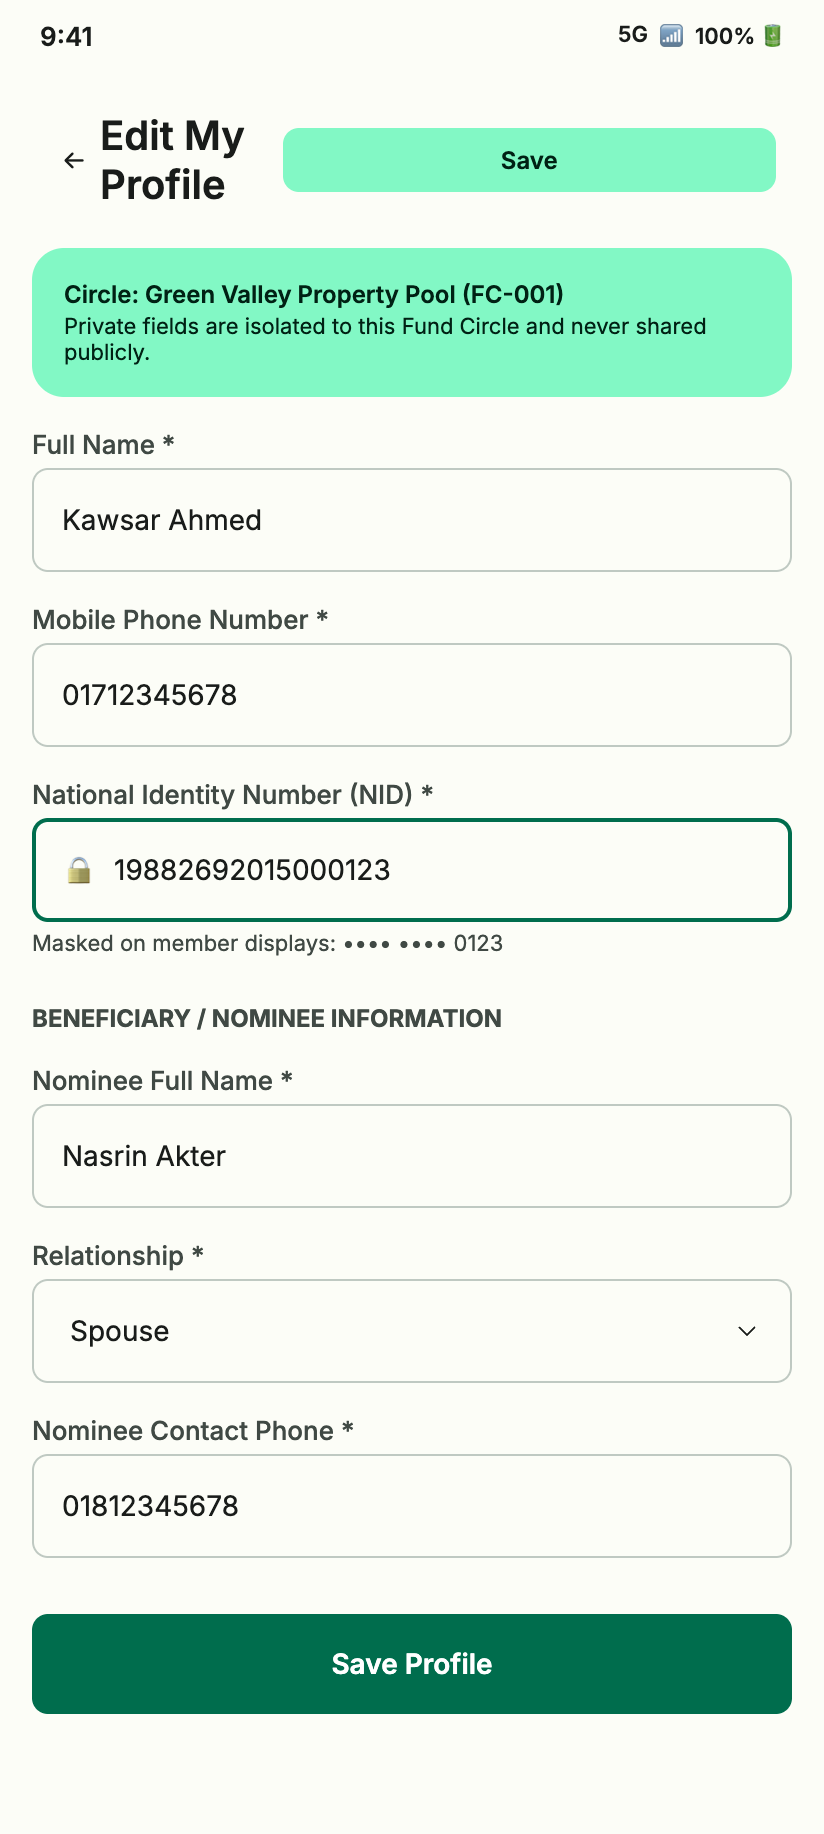 9:41
5G 100%
Edit My
Profile
Save
Circle: Green Valley Property Pool (FC-001)
Private fields are isolated to this Fund Circle and never shared
publicly.
Full Name *
Kawsar Ahmed
Mobile Phone Number *
01712345678
National Identity Number (NID) *
19882692015000123
Masked on member displays: •••• •••• 0123
BENEFICIARY / NOMINEE INFORMATION
Nominee Full Name *
Nasrin Akter
Relationship *
Spouse
Nominee Contact Phone *
01812345678
Save Profile